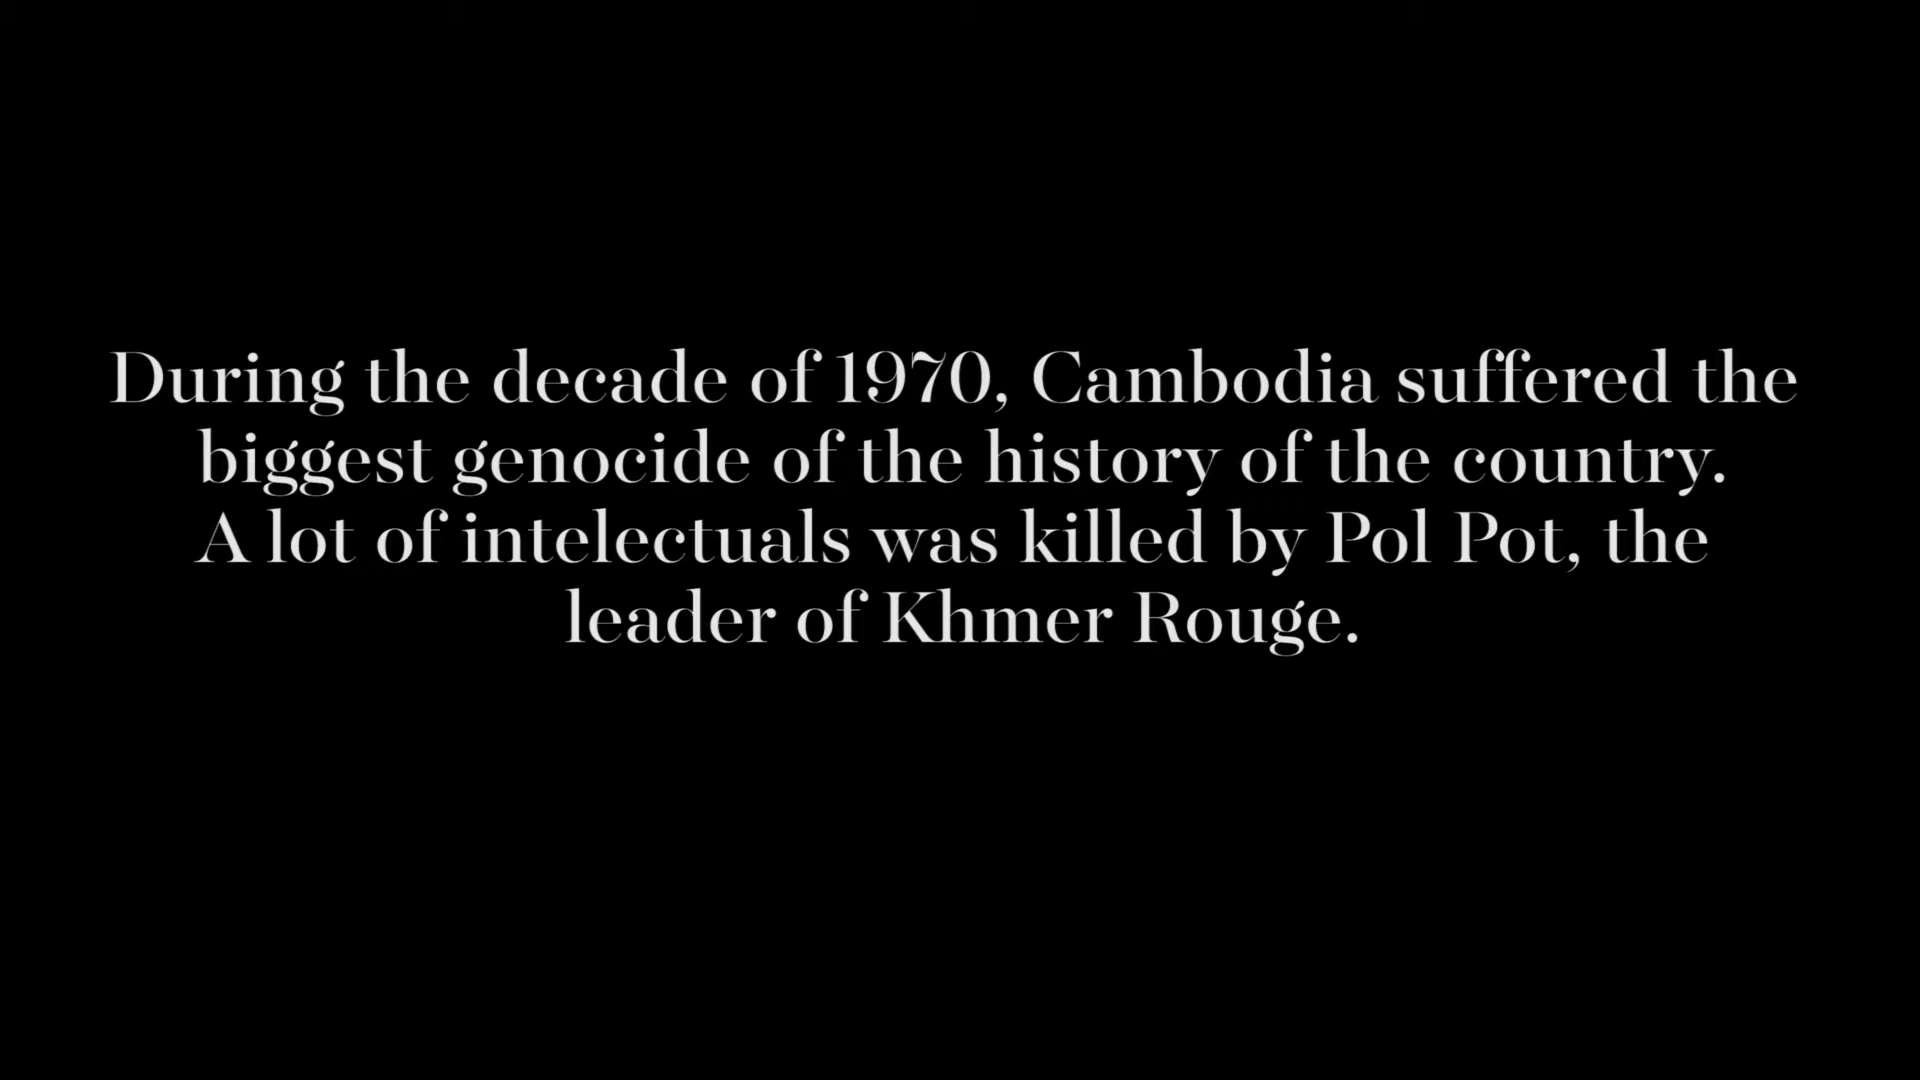 During the decade of 1970, Cambodia suffered the
biggest genocide of the history of the country.
A lot of intelectuals was killed by Pol Pot, the
leader of Khmer Rouge.